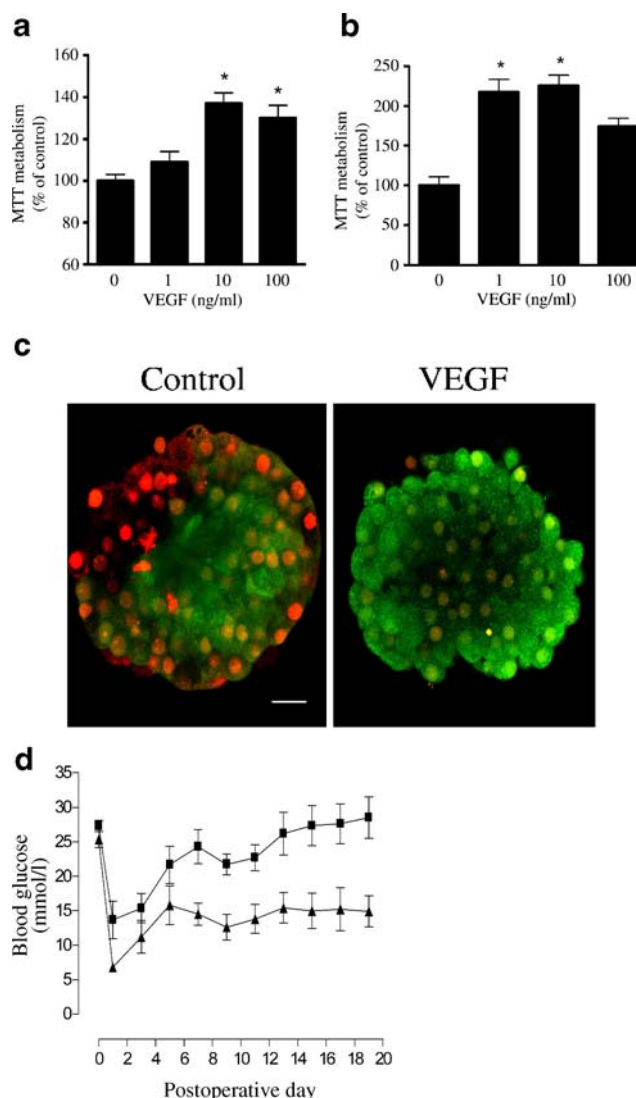 a
MTT metabolism
(% of control)
160
140
120
100
80
60
*
*
0 1 10 100
VEGF (ng/ml)
b
MTT metabolism
(% of control)
250
200
150
100
50
0
*
*
0 1 10 100
VEGF (ng/ml)
c
Control VEGF
d
Blood glucose
(mmol/l)
35
30
25
20
15
10
5
0
0 2 4 6 8 10 12 14 16 18 20
Postoperative day